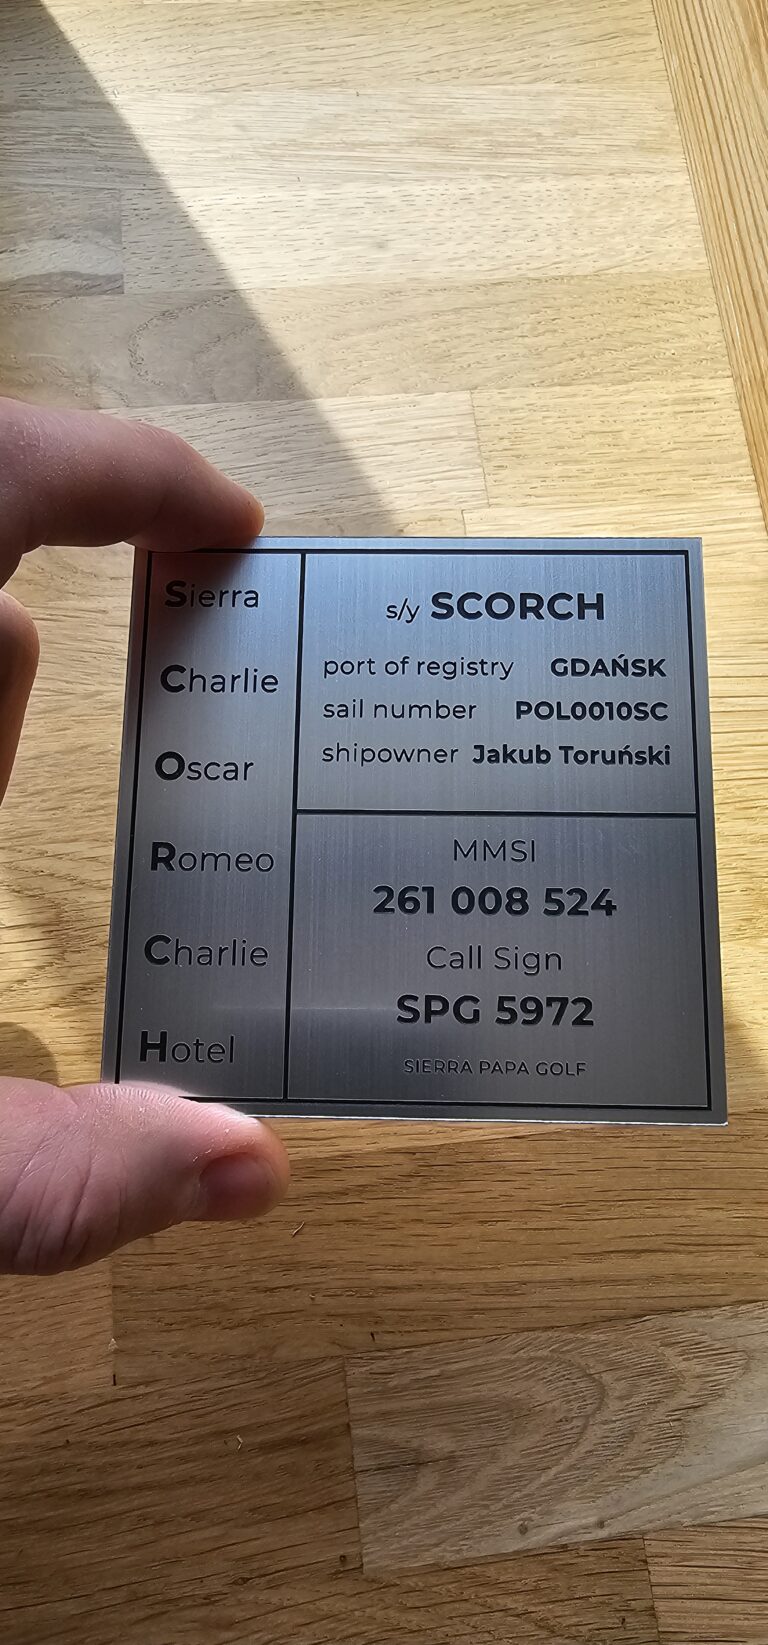 Sierra
Charlie
Oscar
Romeo
Charlie
Hotel
s/y SCORCH
port of registry GDAŃSK
sail number POL0010SC
shipowner Jakub Toruński
MMSI
261 008 524
Call Sign
SPG 5972
SIERRA PAPA GOLF